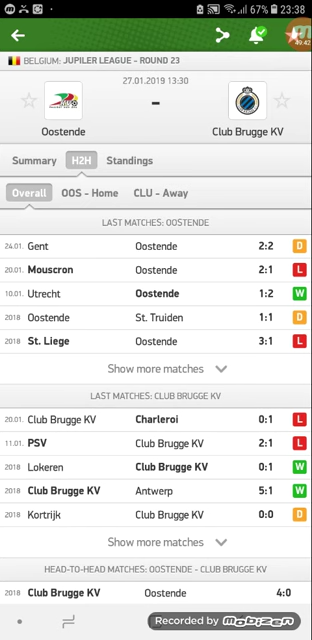 67% 23:38
49:42
BELGIUM: JUPILER LEAGUE - ROUND 23
27.01.2019 13:30
-
Oostende Club Brugge KV
Summary H2H Standings
Overall OOS - Home CLU - Away
LAST MATCHES: OOSTENDE
24.01. Gent Oostende 2:2 D
20.01. Mouscron Oostende 2:1 L
10.01. Utrecht Oostende 1:2 W
2018 Oostende St. Truiden 1:1 D
2018 St. Liege Oostende 3:1 L
Show more matches
LAST MATCHES: CLUB BRUGGE KV
20.01. Club Brugge KV Charleroi 0:1 L
11.01. PSV Club Brugge KV 2:1 L
2018 Lokeren Club Brugge KV 0:1 W
2018 Club Brugge KV Antwerp 5:1 W
2018 Kortrijk Club Brugge KV 0:0 D
Show more matches
HEAD-TO-HEAD MATCHES: OOSTENDE - CLUB BRUGGE KV
2018 Club Brugge KV Oostende 4:0
Recorded by mobizen